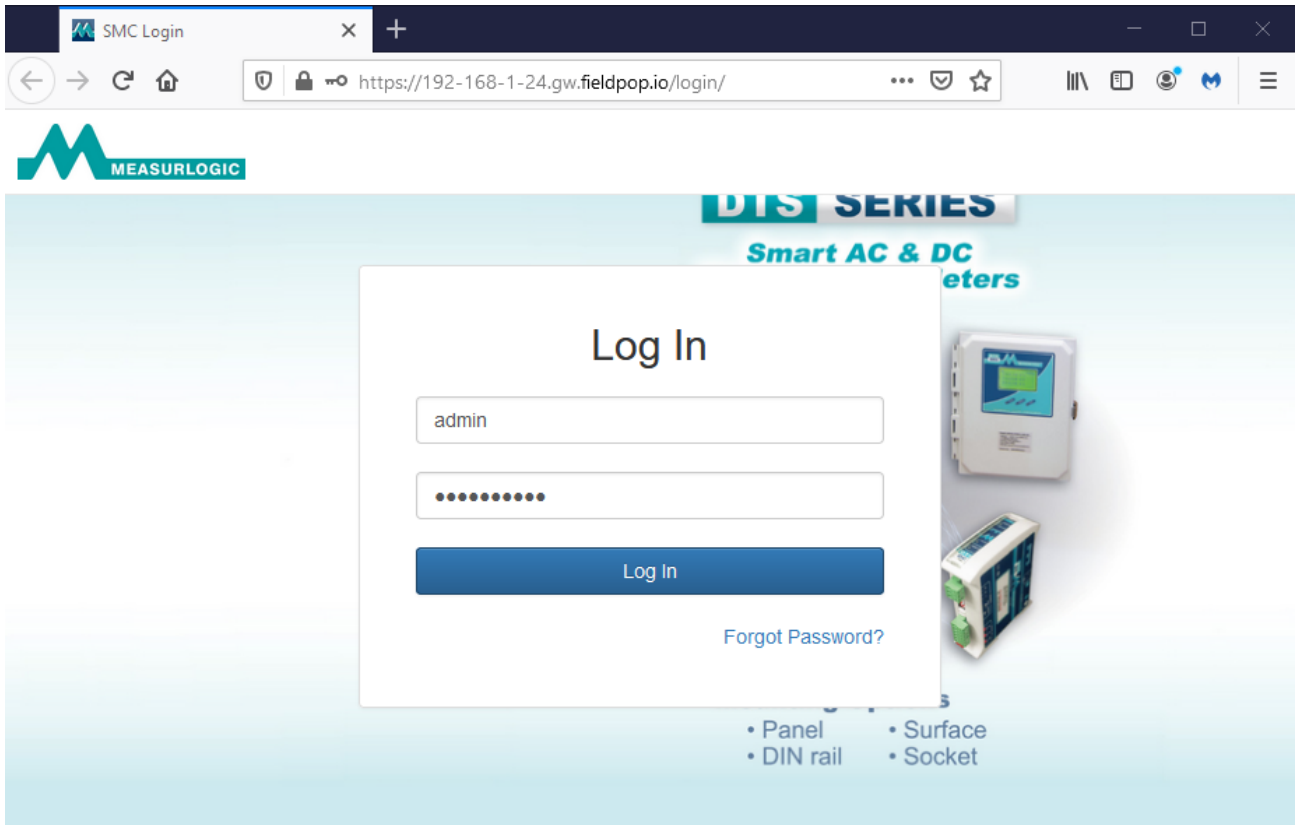 SMC Login
https://192-168-1-24.gw.fieldpop.io/login/
MEASURLOGIC
DTS SERIES
Smart AC & DC
eters
Log In
admin
••••••••••
Log In
Forgot Password?
• Panel • Surface
• DIN rail • Socket